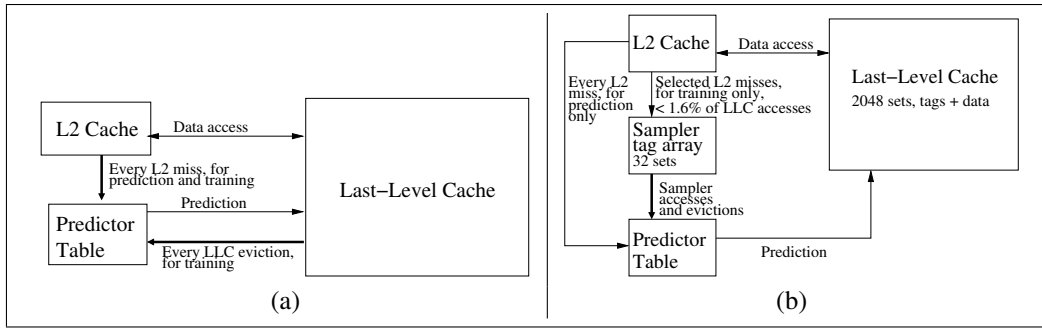 L2 Cache
Data access
Every L2 miss, for
prediction and training
Last−Level Cache
Predictor
Table
Prediction
Every LLC eviction,
for training
(a)
L2 Cache
Data access
Last−Level Cache
2048 sets, tags + data
Every L2
miss, for
prediction
only
Selected L2 misses,
for training only,
< 1.6% of LLC accesses
Sampler
tag array
32 sets
Sampler
accesses
and evictions
Predictor
Table
Prediction
(b)